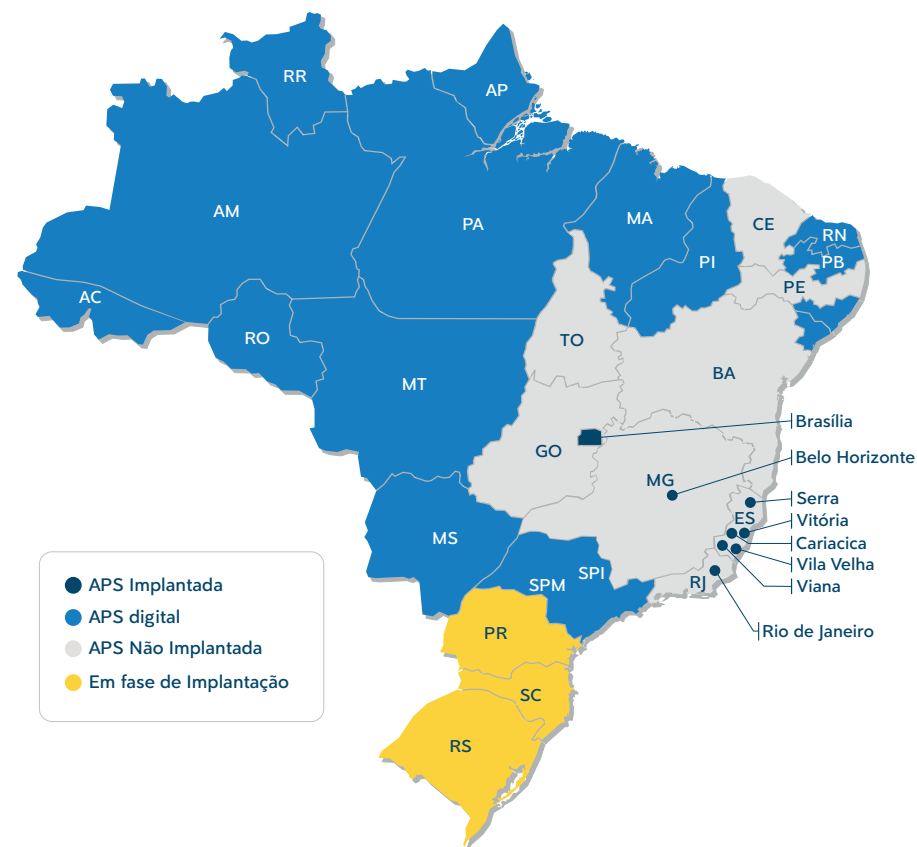 RR
AP
AM
PA
MA
CE
RN
PI
PB
PE
AC
RO
TO
MT
BA
Brasília
GO
Belo Horizonte
MG
Serra
ES
Vitória
MS
Cariacica
SPI
Vila Velha
SPM
RJ
Viana
APS Implantada
APS digital
Rio de Janeiro
PR
APS Não Implantada
Em fase de Implantação
SC
RS